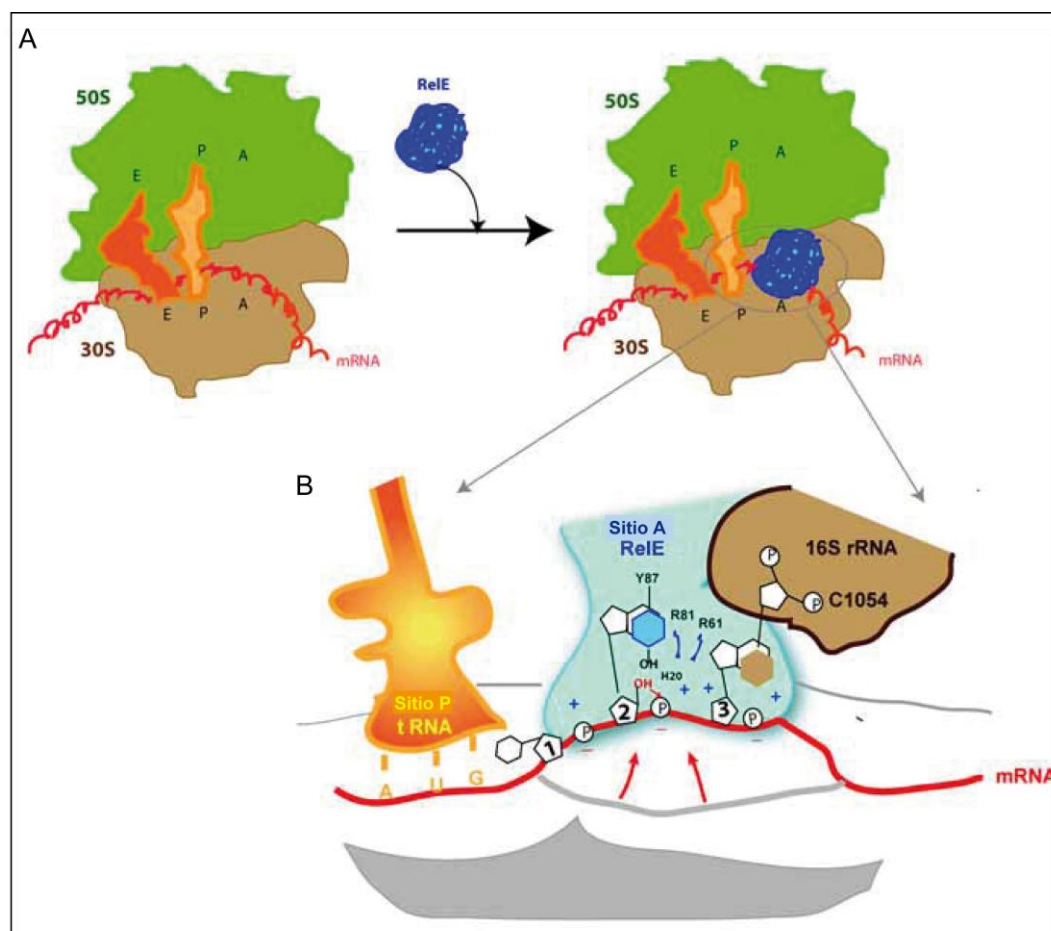 A
50S
P A
E
E P A
30S
mRNA
RelE
50S
P A
E
E P A
30S
mRNA
B
Sitio P
t RNA
A U G
Sitio A
RelE
Y87
R81
R61
OH
H20
OH
+ + + +
1 P 2 P 3 P
− − −
16S rRNA
P
P
C1054
mRNA